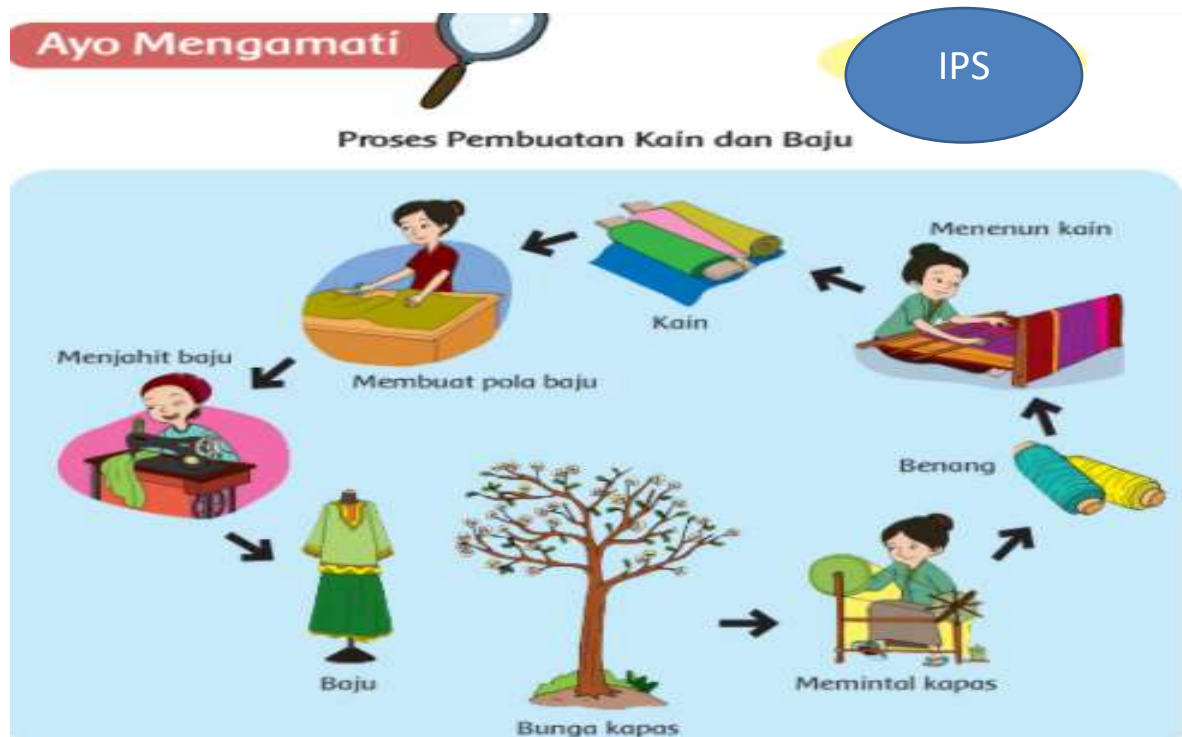 Ayo Mengamati
IPS
Proses Pembuatan Kain dan Baju
Menenun kain
Kain
Menjahit baju
Membuat pola baju
Benang
Baju
Memintal kapas
Bunga kapas